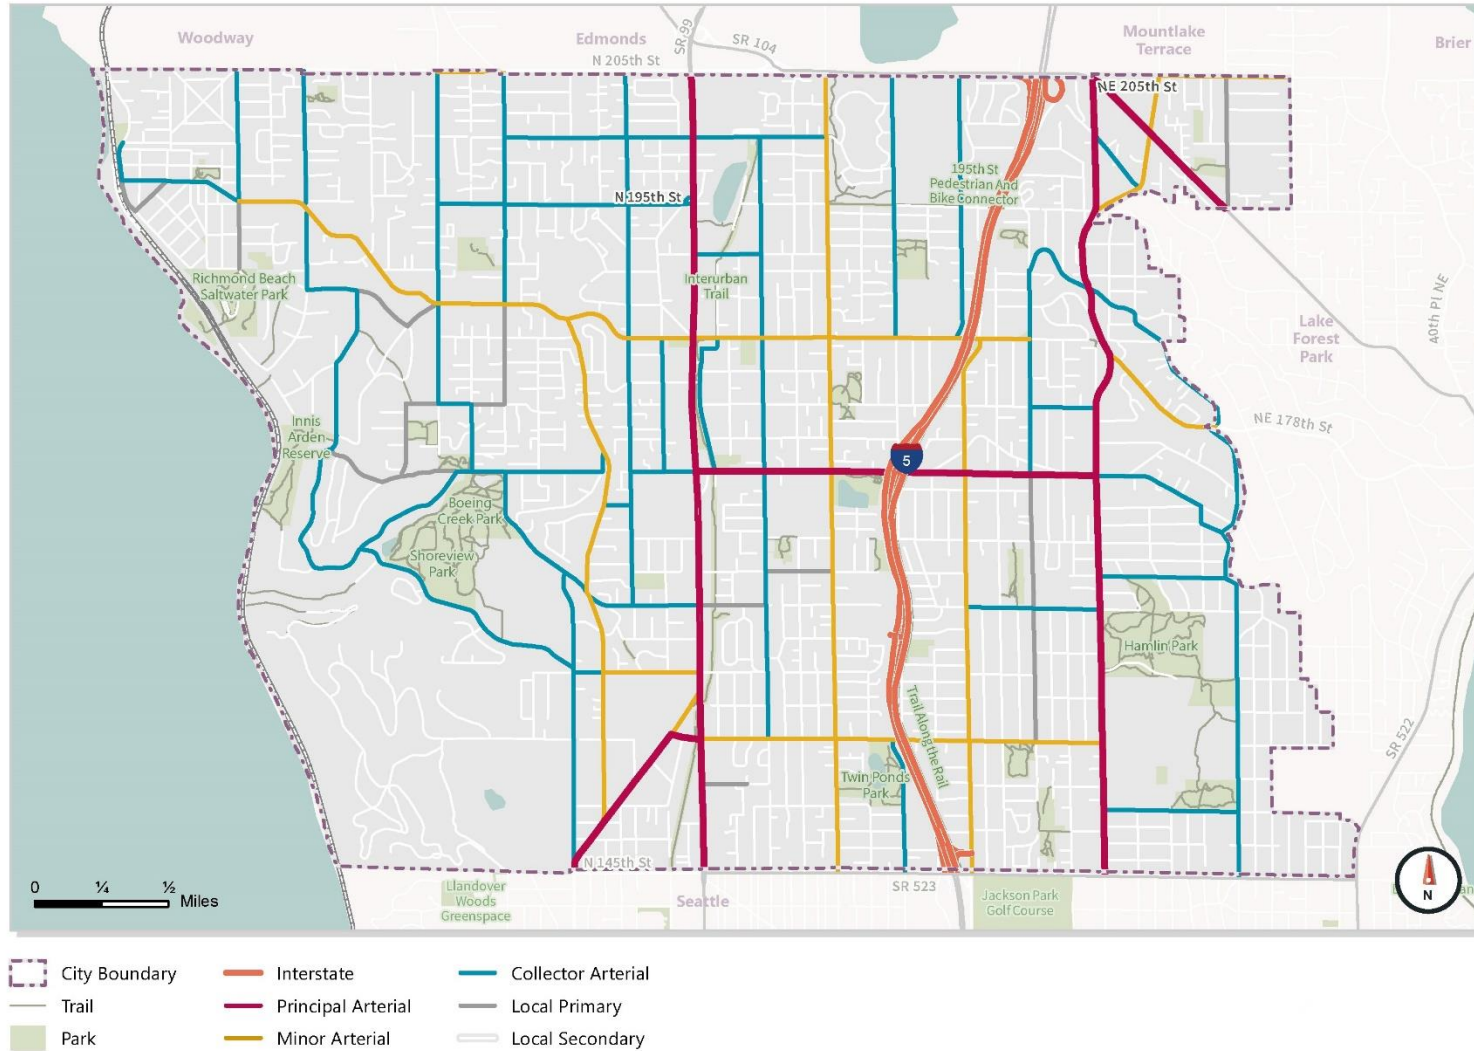 Woodway
Edmonds
SR 99
SR 104
N 205th St
Mountlake
Terrace
Brier
NE 205th St
195th St
Pedestrian And
Bike Connector
N 195th St
Richmond Beach
Saltwater Park
Interurban
Trail
40th Pl NE
Lake
Forest
Park
Innis
Arden
Reserve
NE 178th St
5
Boeing
Creek Park
Shoreview
Park
Hamlin Park
Trail Along the Rail
Twin Ponds
Park
SR 522
N 145th St
0 ¼ ½
Miles
Llandover
Woods
Greenspace
Seattle
SR 523
Jackson Park
Golf Course
N
City Boundary
Interstate
Collector Arterial
Trail
Principal Arterial
Local Primary
Park
Minor Arterial
Local Secondary